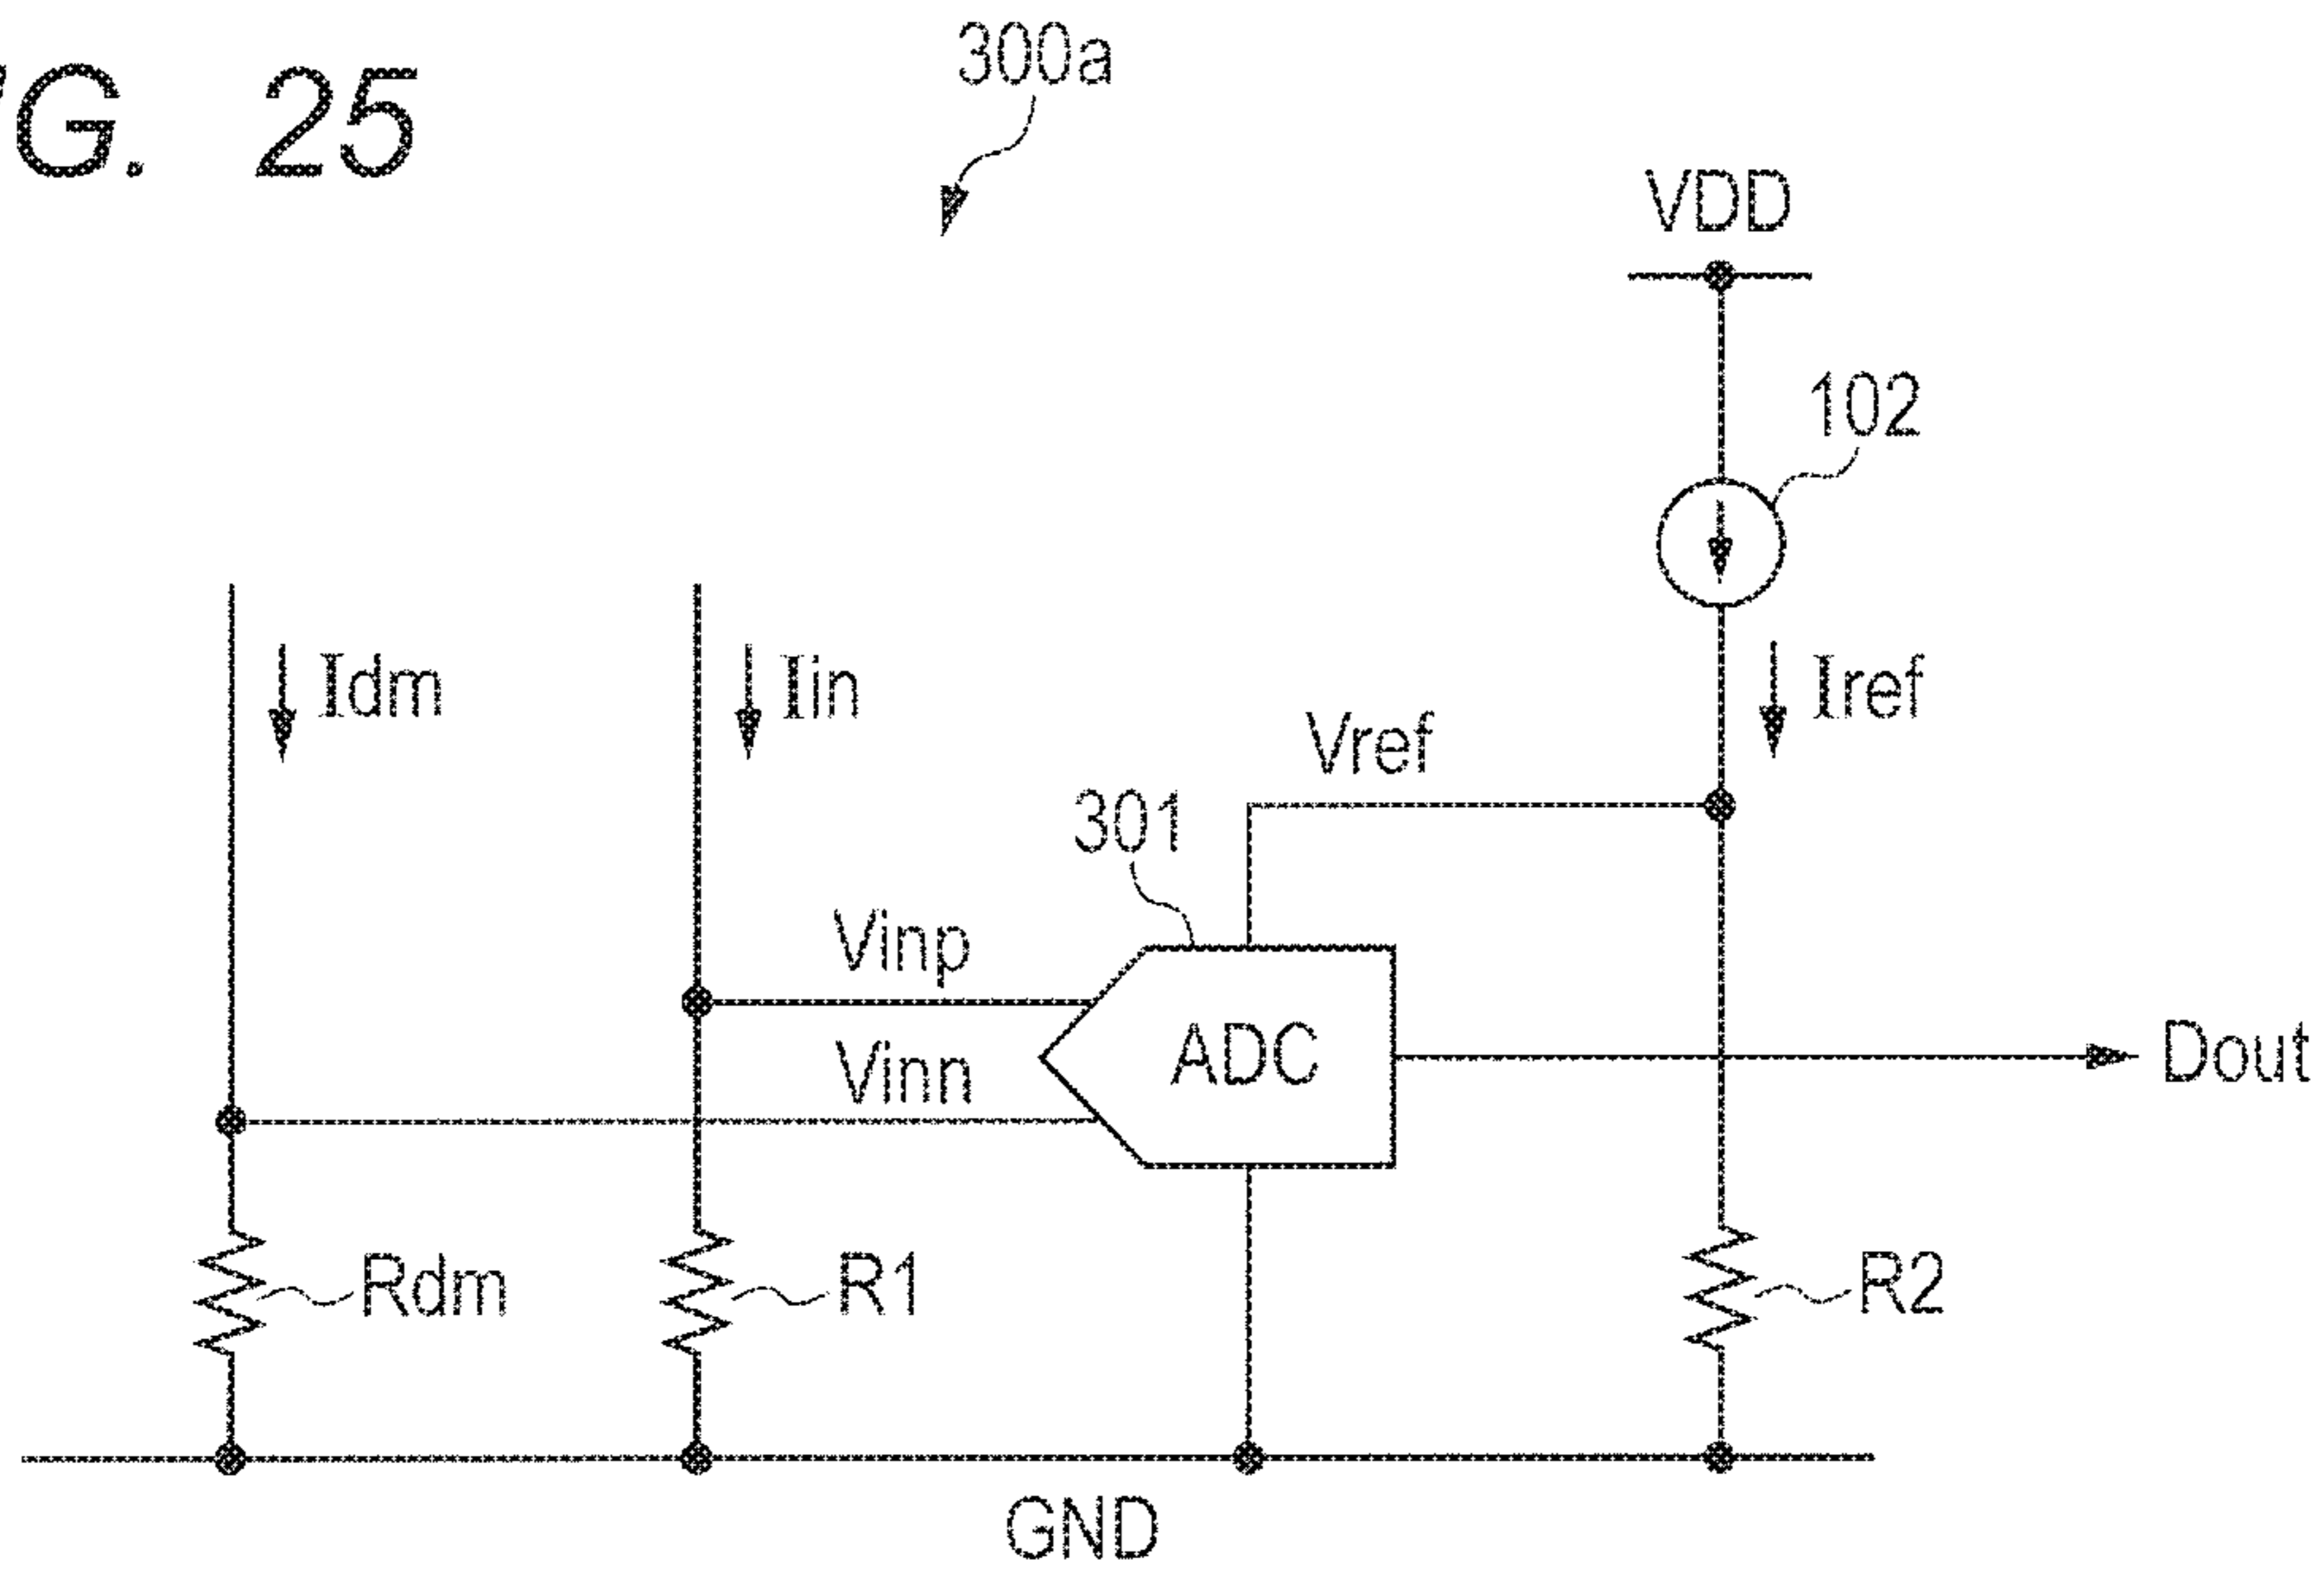 G. 25
300a
VDD
102
Idm
Iin
Iref
Vref
301
Vinp
Vinn
ADC
Dout
Rdm
R1
R2
GND